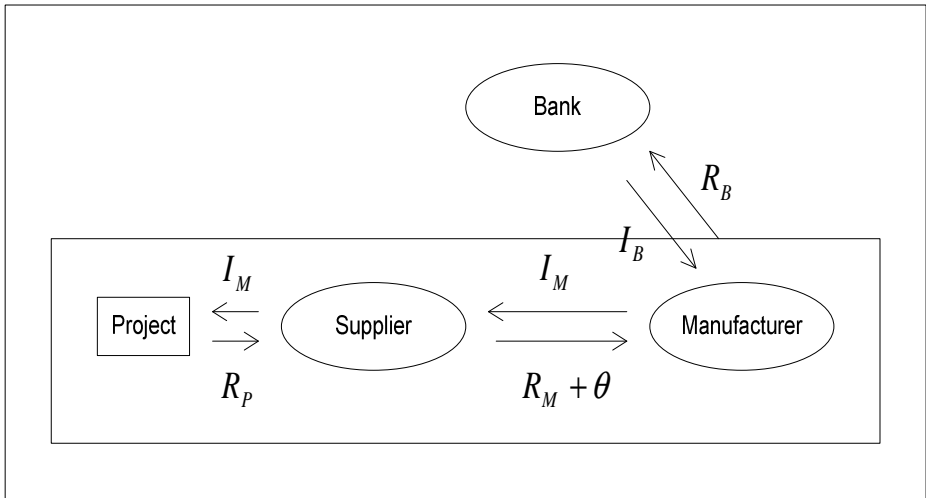 Bank
R_B
I_B
I_M I_M
Project Supplier Manufacturer
R_P R_M + θ